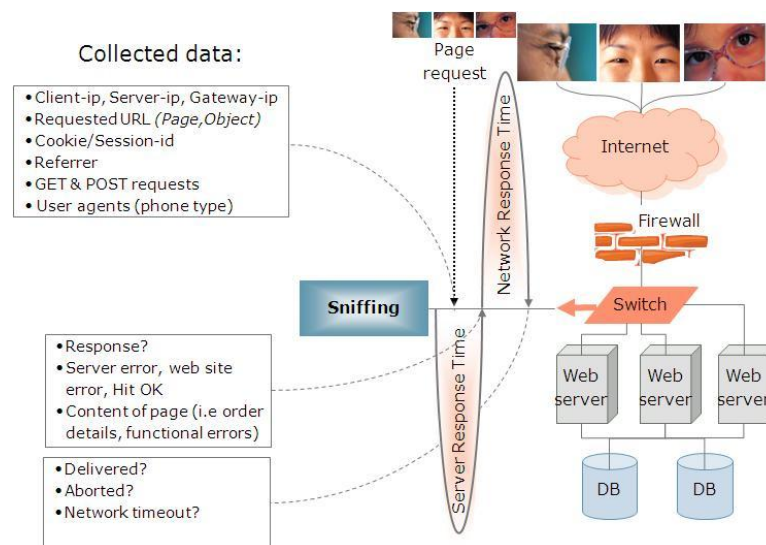 Collected data:
• Client-ip, Server-ip, Gateway-ip
• Requested URL (Page,Object)
• Cookie/Session-id
• Referrer
• GET & POST requests
• User agents (phone type)
Page
request
Network Response Time
Internet
Firewall
Sniffing
Switch
• Response?
• Server error, web site
error, Hit OK
• Content of page (i.e order
details, functional errors)
Server Response Time
Web
server
Web
server
Web
server
• Delivered?
• Aborted?
• Network timeout?
DB
DB